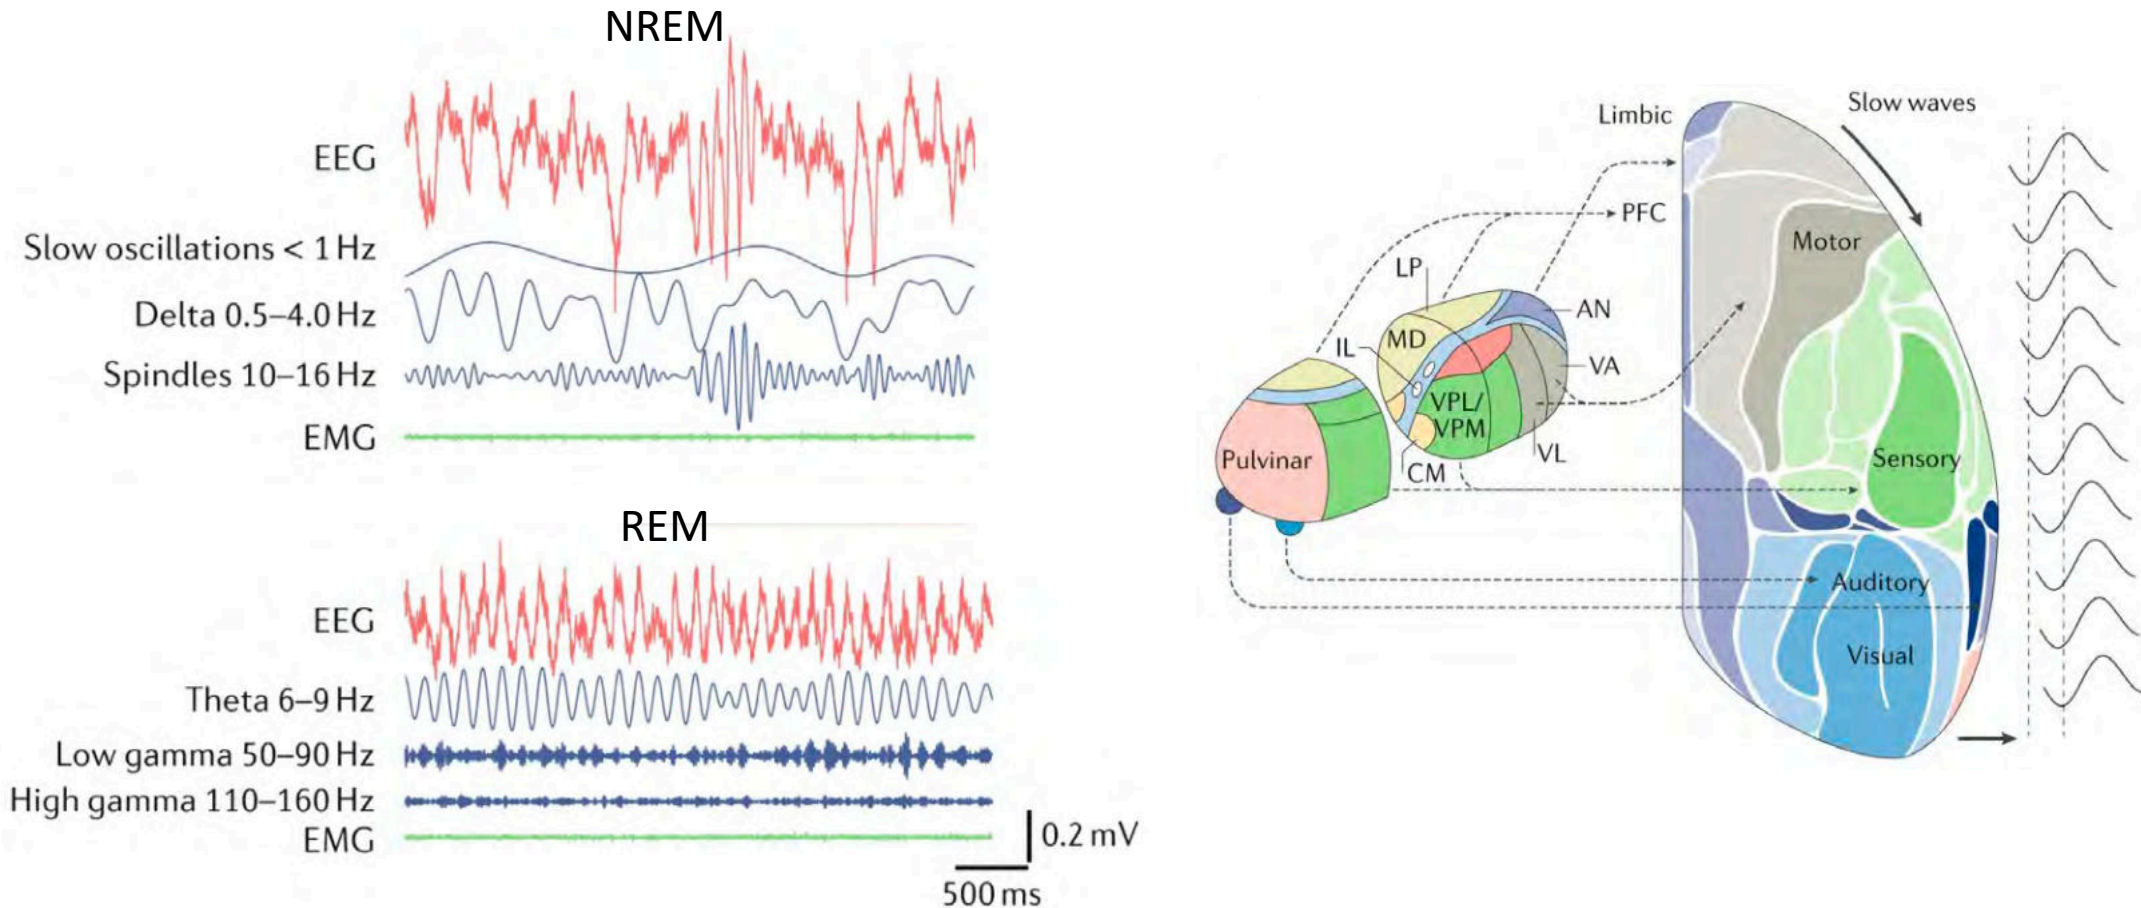 NREM
EEG
Slow oscillations < 1 Hz
Delta 0.5–4.0 Hz
Spindles 10–16 Hz
EMG
REM
EEG
Theta 6–9 Hz
Low gamma 50–90 Hz
High gamma 110–160 Hz
EMG
0.2 mV
500 ms
Limbic
Slow waves
PFC
Motor
LP
AN
MD
IL
VA
VPL/
VPM
VL
CM
Pulvinar
Sensory
Auditory
Visual